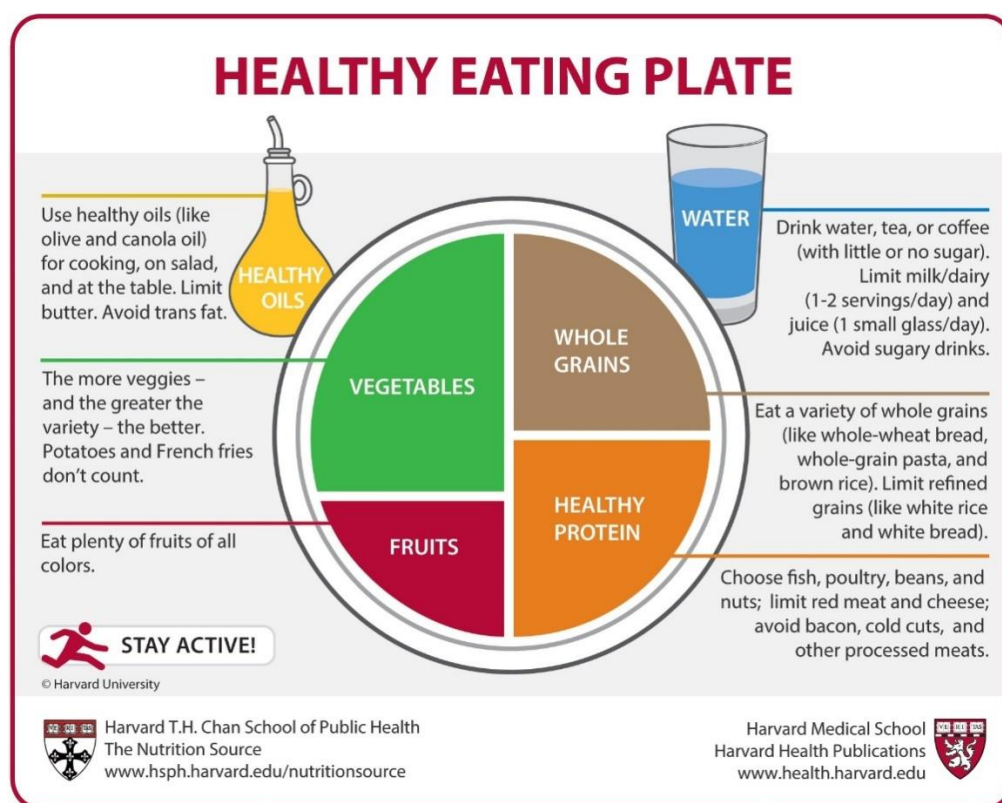 HEALTHY EATING PLATE
Use healthy oils (like
olive and canola oil)
for cooking, on salad,
and at the table. Limit
butter. Avoid trans fat.
HEALTHY
OILS
The more veggies –
and the greater the
variety – the better.
Potatoes and French fries
don’t count.
Eat plenty of fruits of all
colors.
VEGETABLES
FRUITS
WHOLE
GRAINS
HEALTHY
PROTEIN
WATER
Drink water, tea, or coffee
(with little or no sugar).
Limit milk/dairy
(1-2 servings/day) and
juice (1 small glass/day).
Avoid sugary drinks.
Eat a variety of whole grains
(like whole-wheat bread,
whole-grain pasta, and
brown rice). Limit refined
grains (like white rice
and white bread).
Choose fish, poultry, beans, and
nuts; limit red meat and cheese;
avoid bacon, cold cuts, and
other processed meats.
STAY ACTIVE!
© Harvard University
Harvard T.H. Chan School of Public Health
The Nutrition Source
www.hsph.harvard.edu/nutritionsource
Harvard Medical School
Harvard Health Publications
www.health.harvard.edu